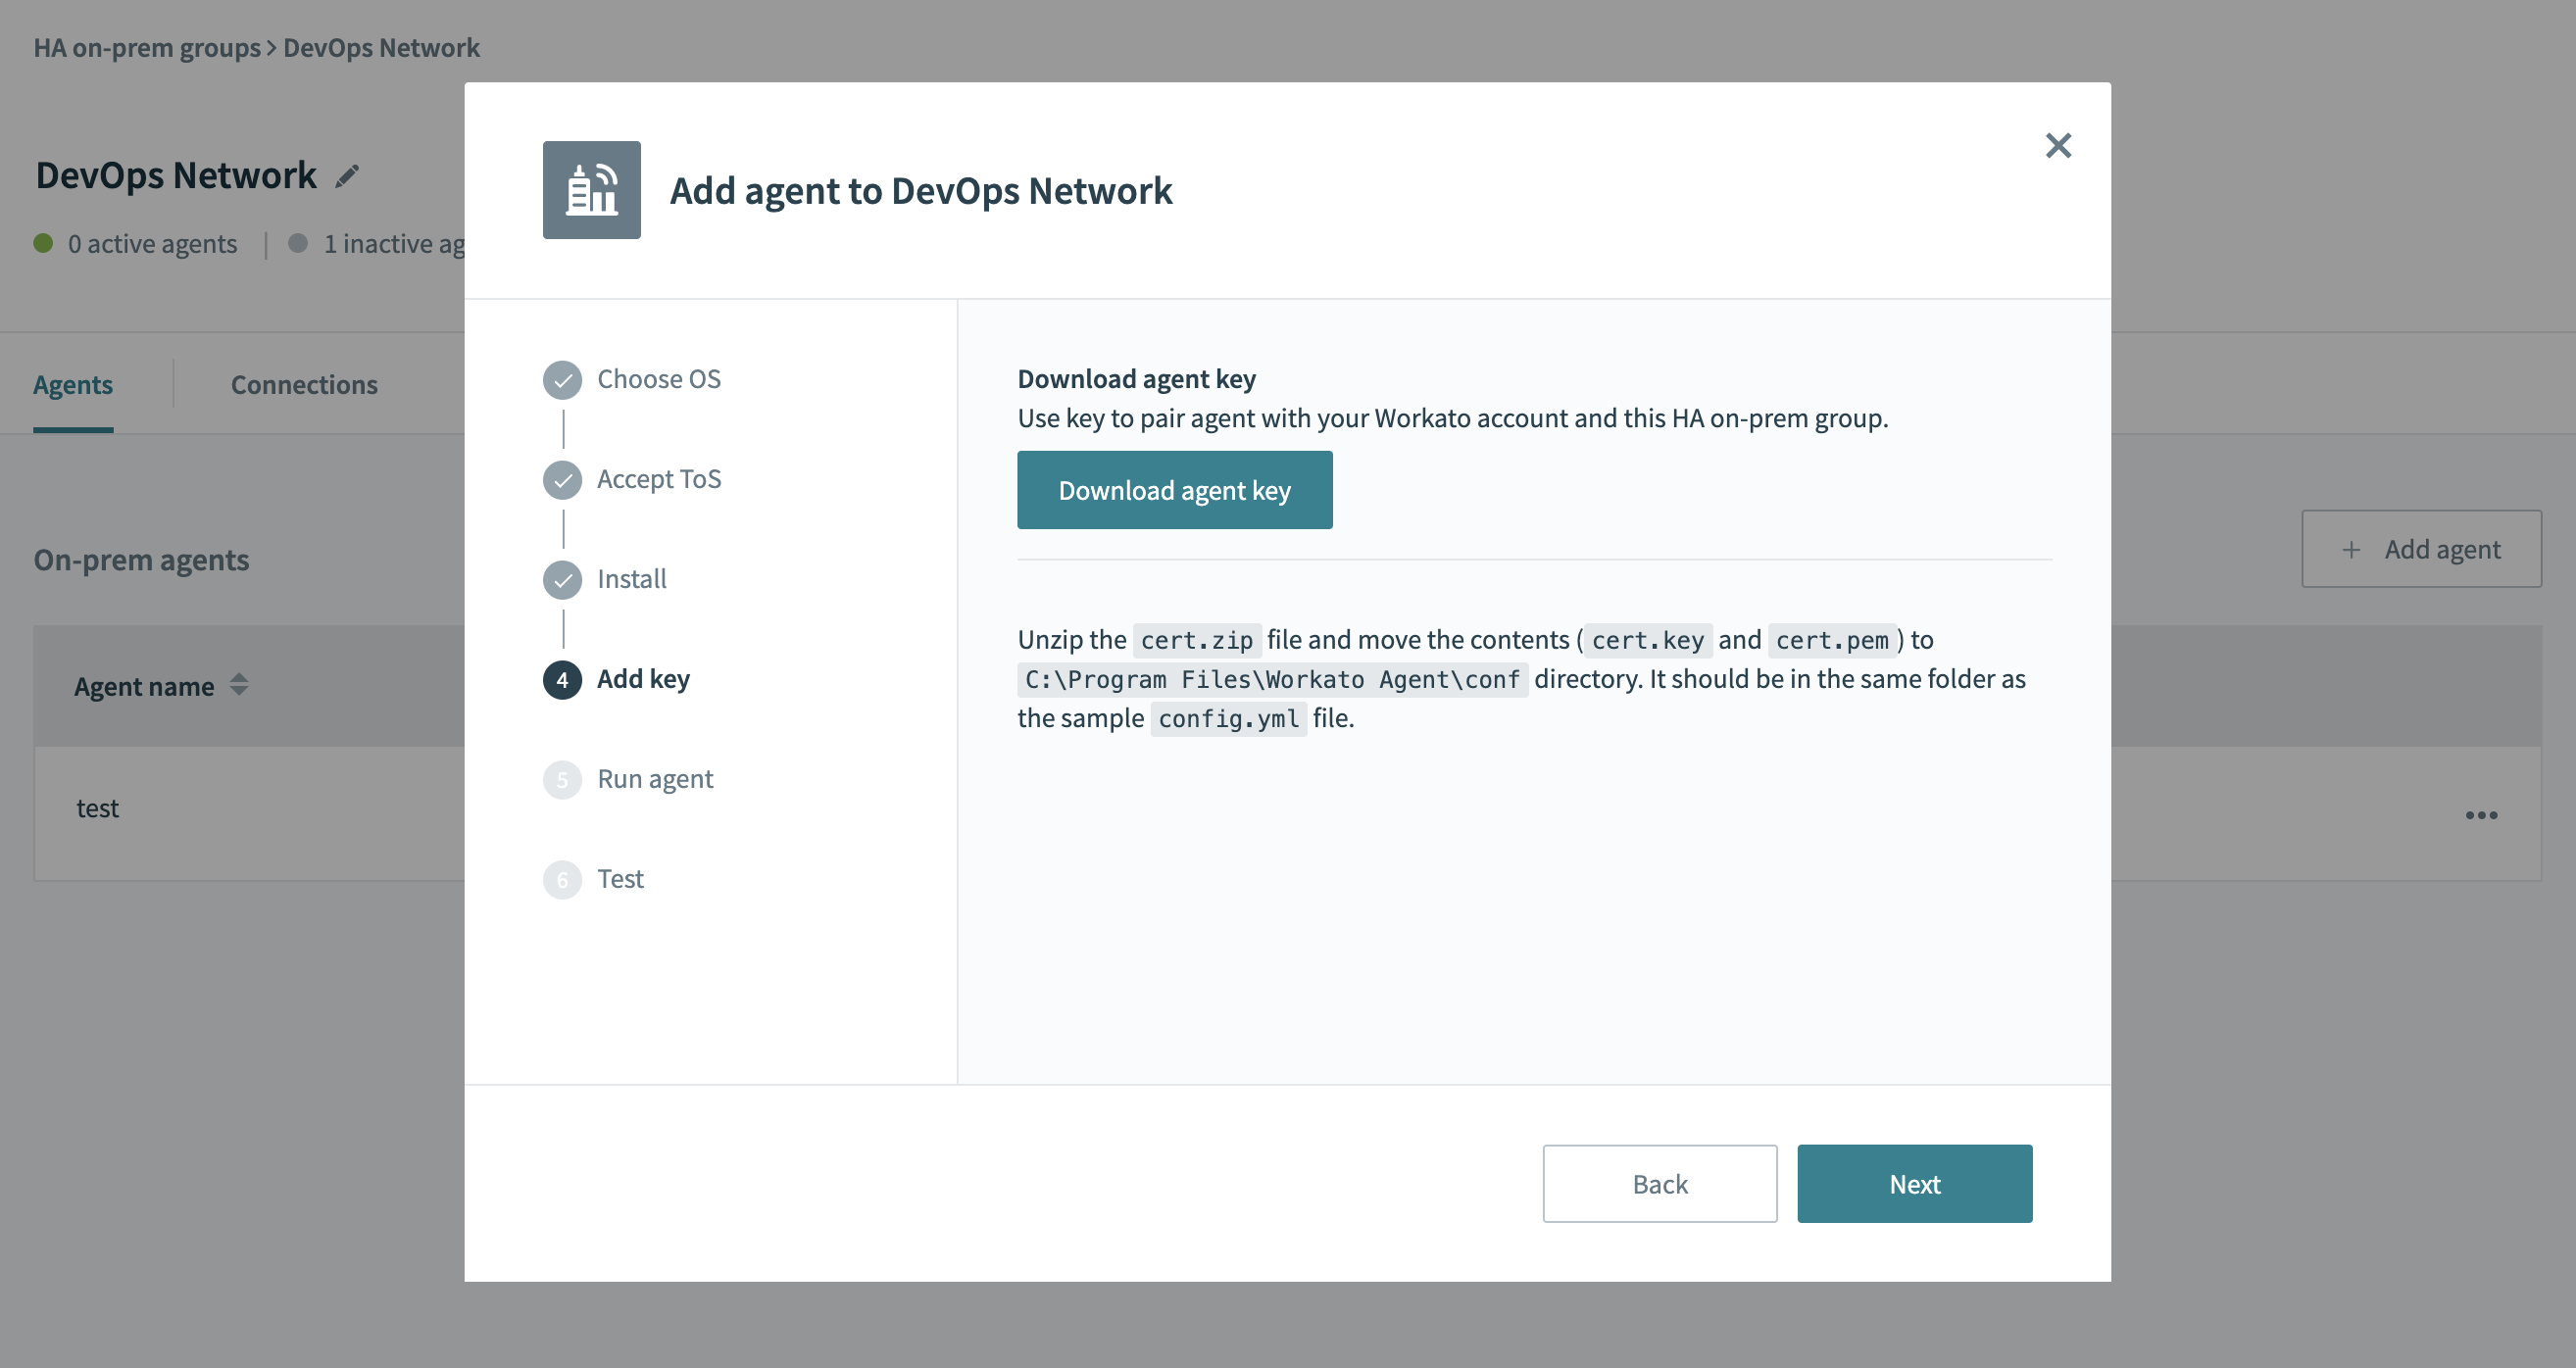 HA on-prem groups > DevOps Network
DevOps Network
0 active agents | 1 inactive ag
Agents
Connections
On-prem agents
+ Add agent
Agent name
test
Add agent to DevOps Network
Choose OS
Accept ToS
Install
4 Add key
5 Run agent
6 Test
Download agent key
Use key to pair agent with your Workato account and this HA on-prem group.
Download agent key
Unzip the cert.zip file and move the contents (cert.key and cert.pem) to
C:\Program Files\Workato Agent\conf directory. It should be in the same folder as
the sample config.yml file.
Back
Next